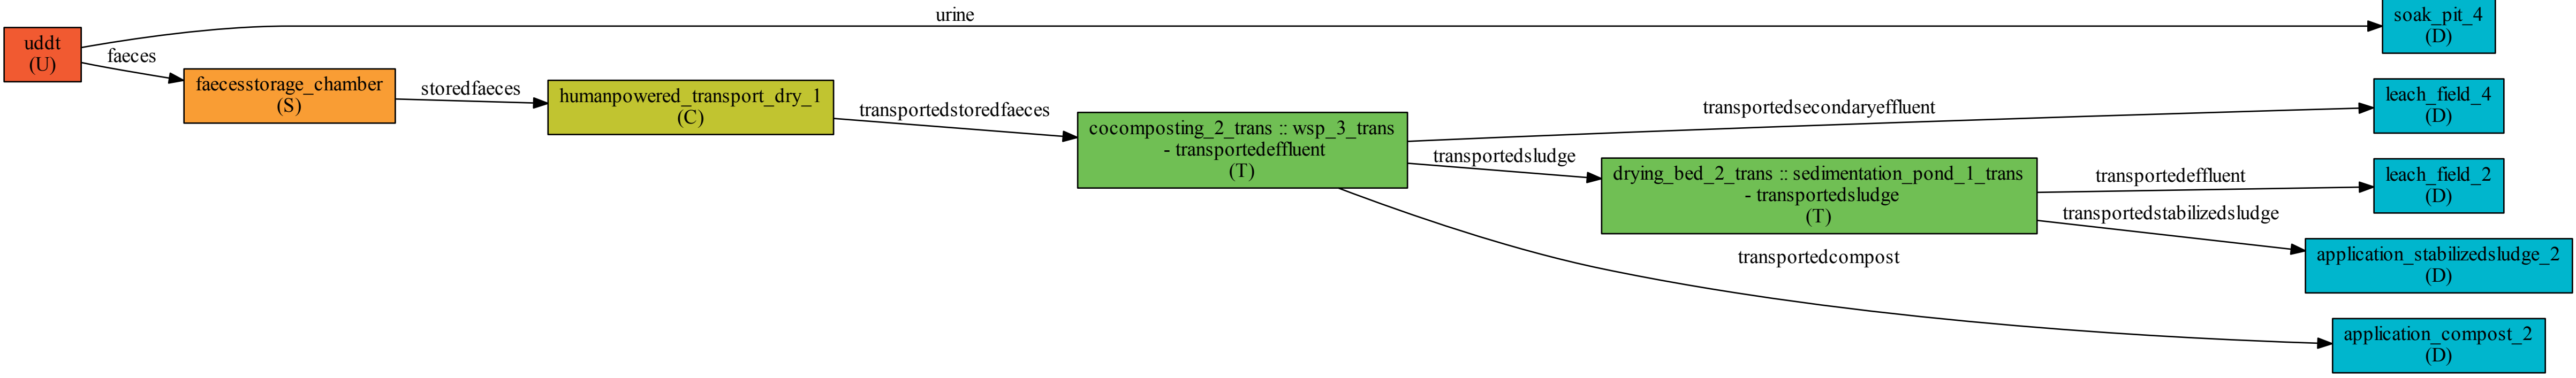 urine
soak_pit_4
(D)
uddt
(U)
faeces
faecesstorage_chamber
(S)
storedfaeces
humanpowered_transport_dry_1
(C)
transportedstoredfaeces
cocomposting_2_trans :: wsp_3_trans
- transportedeffluent
(T)
transportedsecondaryeffluent
leach_field_4
(D)
transportedsludge
drying_bed_2_trans :: sedimentation_pond_1_trans
- transportedsludge
(T)
transportedeffluent
leach_field_2
(D)
transportedstabilizedsludge
application_stabilizedsludge_2
(D)
transportedcompost
application_compost_2
(D)